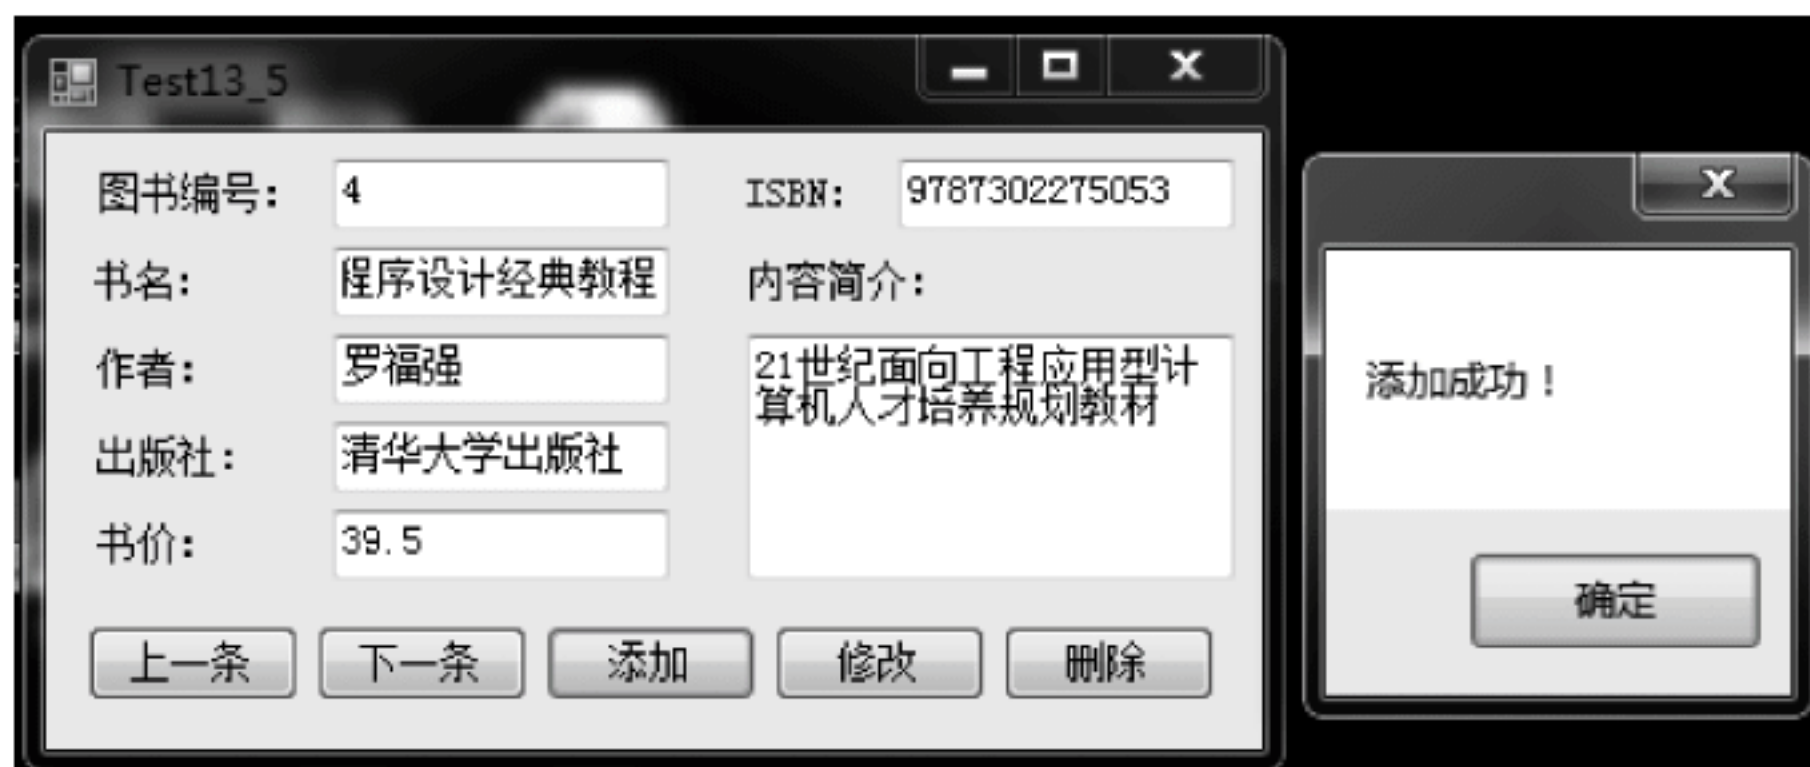 Test13_5
图书编号: 4
ISBN: 9787302275053
书名: 程序设计经典教程
内容简介:
作者: 罗福强
21世纪面向工程应用型计
算机人才培养规划教材
出版社: 清华大学出版社
书价: 39.5
上一条 下一条 添加 修改 删除
添加成功！
确定